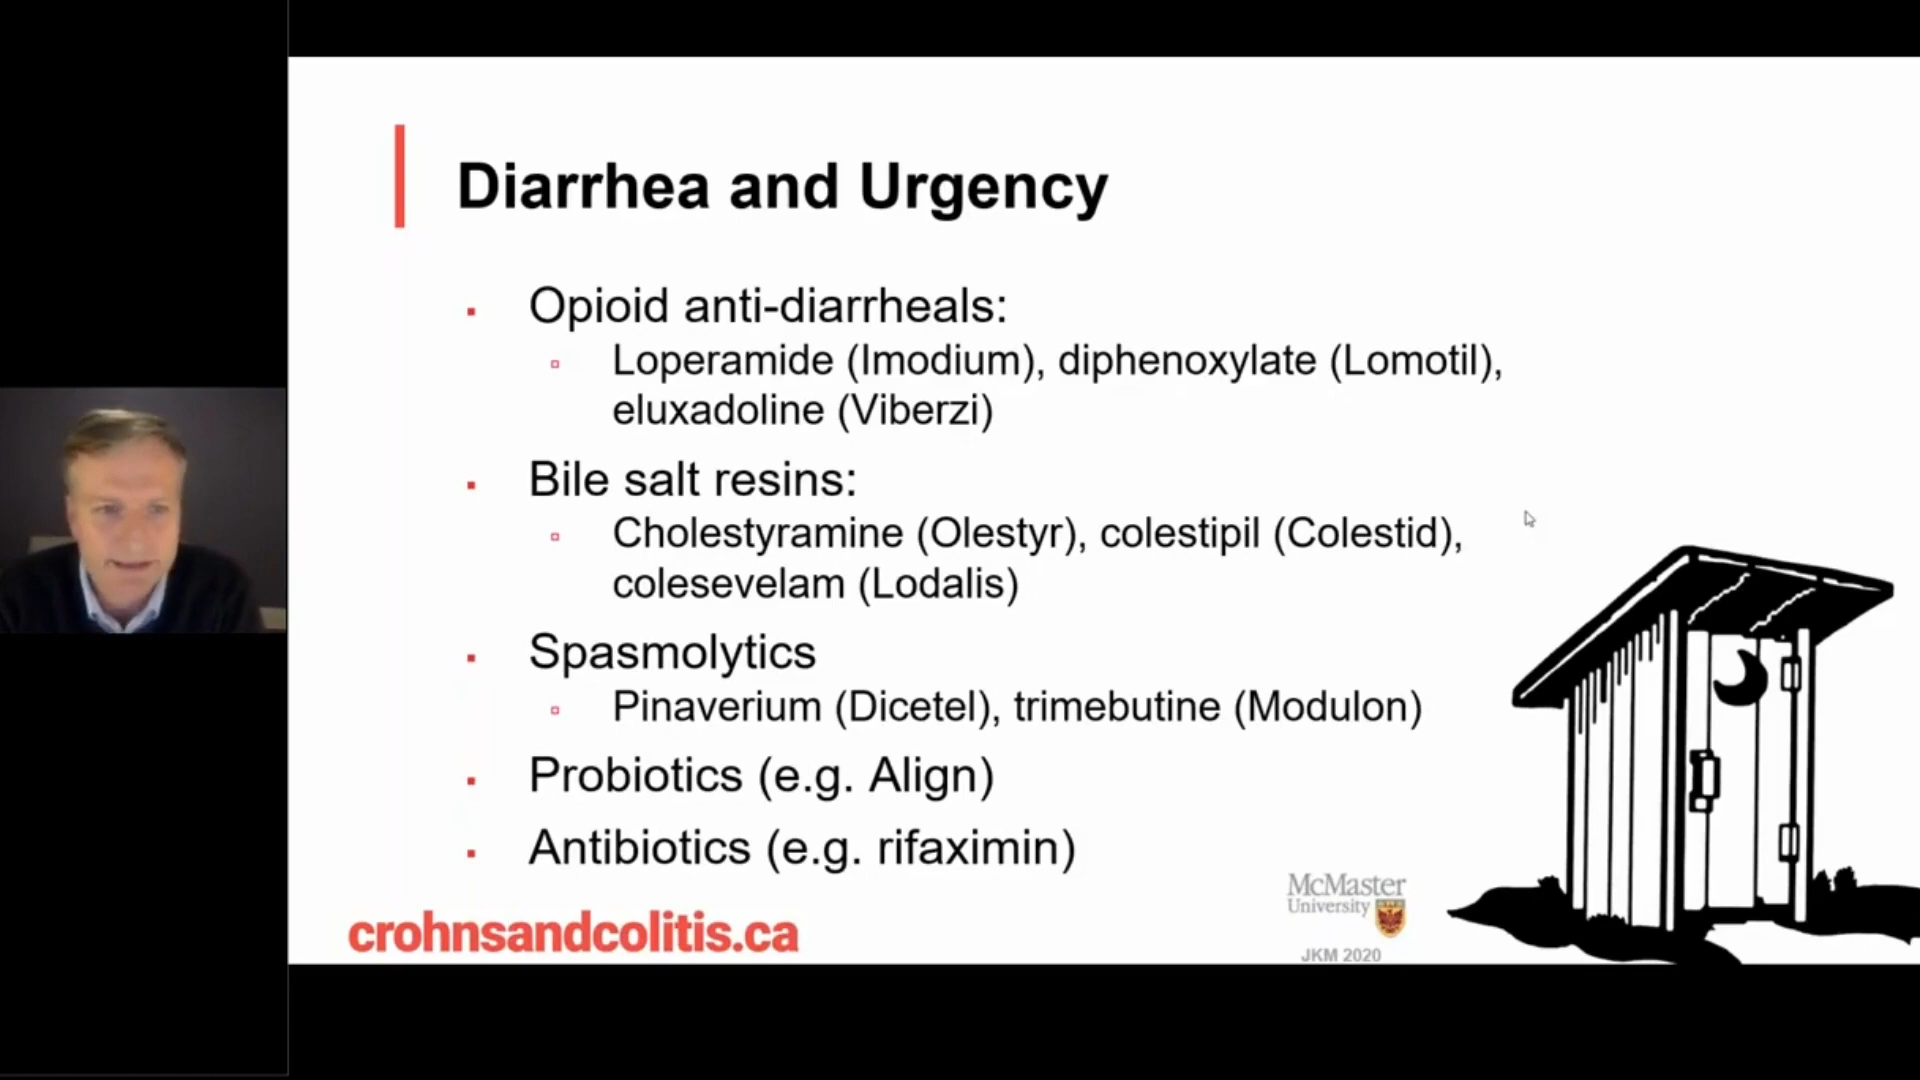 Diarrhea and Urgency
Opioid anti-diarrheals:
Loperamide (Imodium), diphenoxylate (Lomotil),
eluxadoline (Viberzi)
Bile salt resins:
Cholestyramine (Olestyr), colestipil (Colestid),
colesevelam (Lodalis)
Spasmolytics
Pinaverium (Dicetel), trimebutine (Modulon)
Probiotics (e.g. Align)
Antibiotics (e.g. rifaximin)
crohnsandcolitis.ca
McMaster
University
JKM 2020